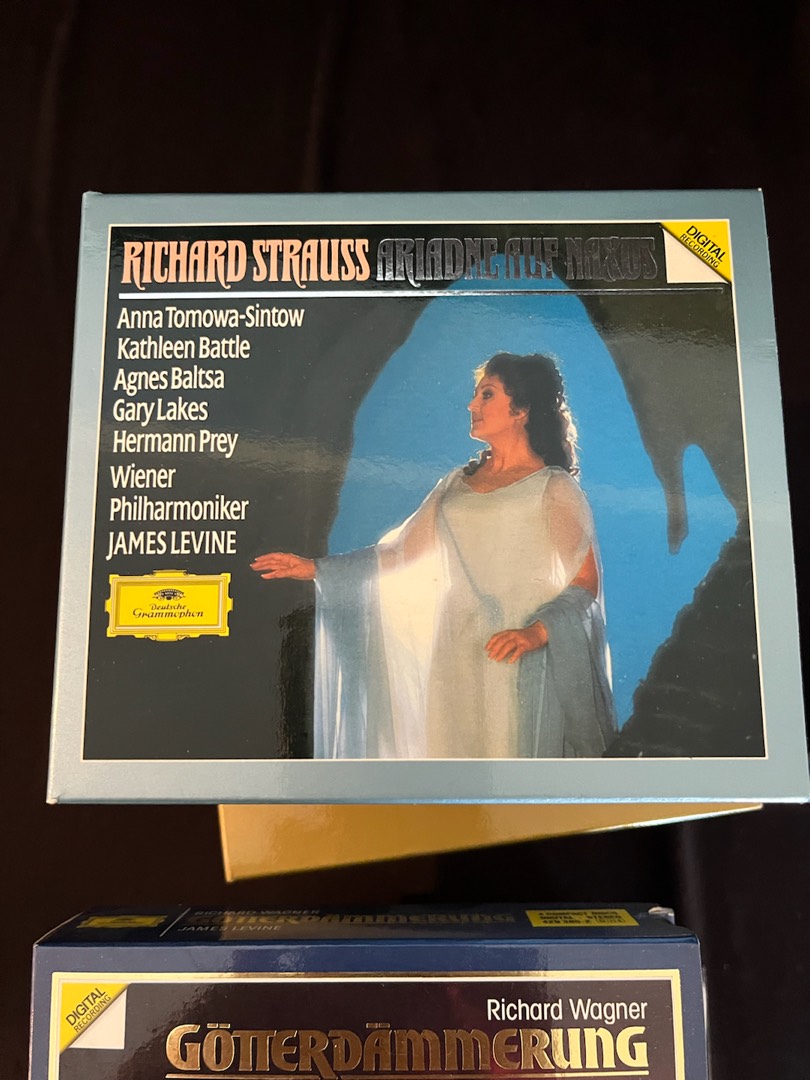 RICHARD STRAUSS ARIADNE AUF NAXOS
DIGITAL
RECORDING
Anna Tomowa-Sintow
Kathleen Battle
Agnes Baltsa
Gary Lakes
Hermann Prey
Wiener
Philharmoniker
JAMES LEVINE
Deutsche
Grammophon
RICHARD WAGNER
GÖTTERDÄMMERUNG
JAMES LEVINE
DIGITAL
RECORDING
Richard Wagner
GÖTTERDÄMMERUNG